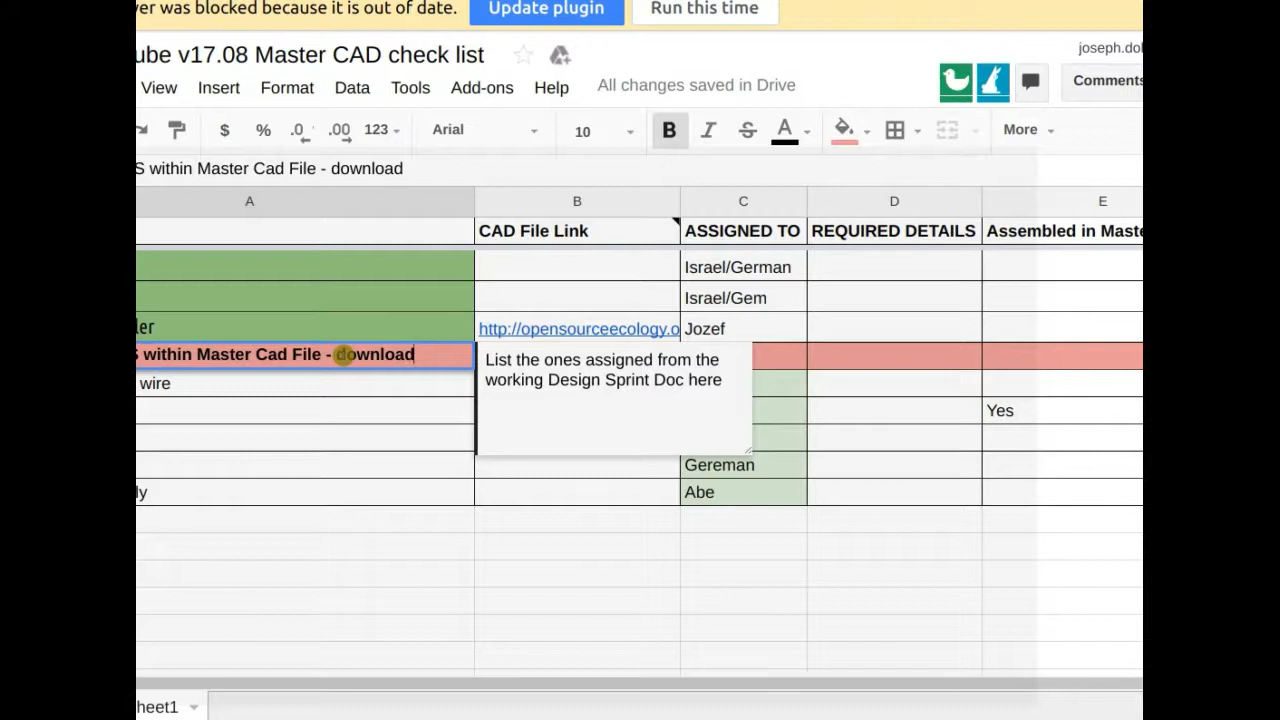 ver was blocked because it is out of date. Update plugin Run this time
ube v17.08 Master CAD check list
joseph.dol
View Insert Format Data Tools Add-ons Help All changes saved in Drive Comments
$ % .0 .00 123 Arial 10 B I S A More
S within Master Cad File - download
A B C D E
CAD File Link ASSIGNED TO REQUIRED DETAILS Assembled in Maste
Israel/German
Israel/Gem
ler http://opensourceecology.o Jozef
S within Master Cad File - download
List the ones assigned from the
working Design Sprint Doc here
wire
Yes
Gereman
ly Abe
heet1